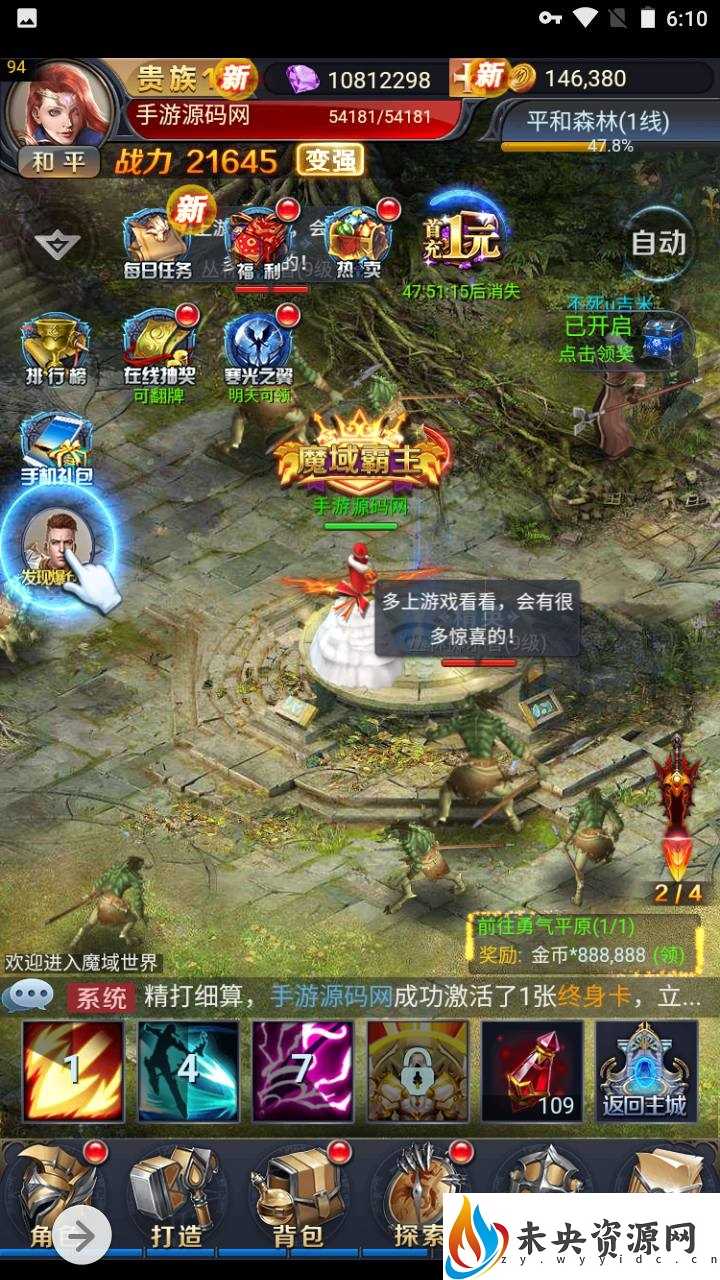 6:10
94
贵族1
新
10812298
新
146,380
手游源码网
54181/54181
平和森林(1线)
47.8%
和平
战力 21645
变强
新
每日任务
福利
热卖
首充1元
47:51:15后消失
自动
已开启
点击领奖
排行榜
在线抽奖
可翻牌
寒光之翼
明天可领
手机礼包
魔域霸主
手游源码网
多上游戏看看，会有很
多惊喜的！
2/4
前往勇气平原(1/1)
奖励: 金币*888,888 (领)
欢迎进入魔域世界
系统 精打细算，手游源码网成功激活了1张终身卡，立...
1
4
7
109
返回主城
角色
打造
背包
探索
未央资源网
zy.wyyidc.cn